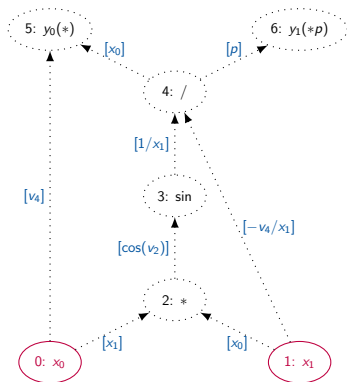 5: y₀(∗) 6: y₁(∗p)
[x₀] [p]
4: /
[1/x₁]
[v₄] 3: sin
[−v₄/x₁]
[cos(v₂)]
2: ∗
[x₁] [x₀]
0: x₀ 1: x₁